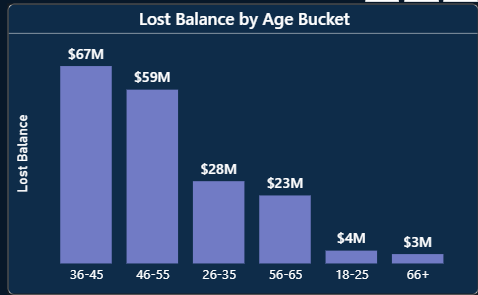 Lost Balance by Age Bucket
Lost Balance
$67M
$59M
$28M
$23M
$4M
$3M
36-45 46-55 26-35 56-65 18-25 66+